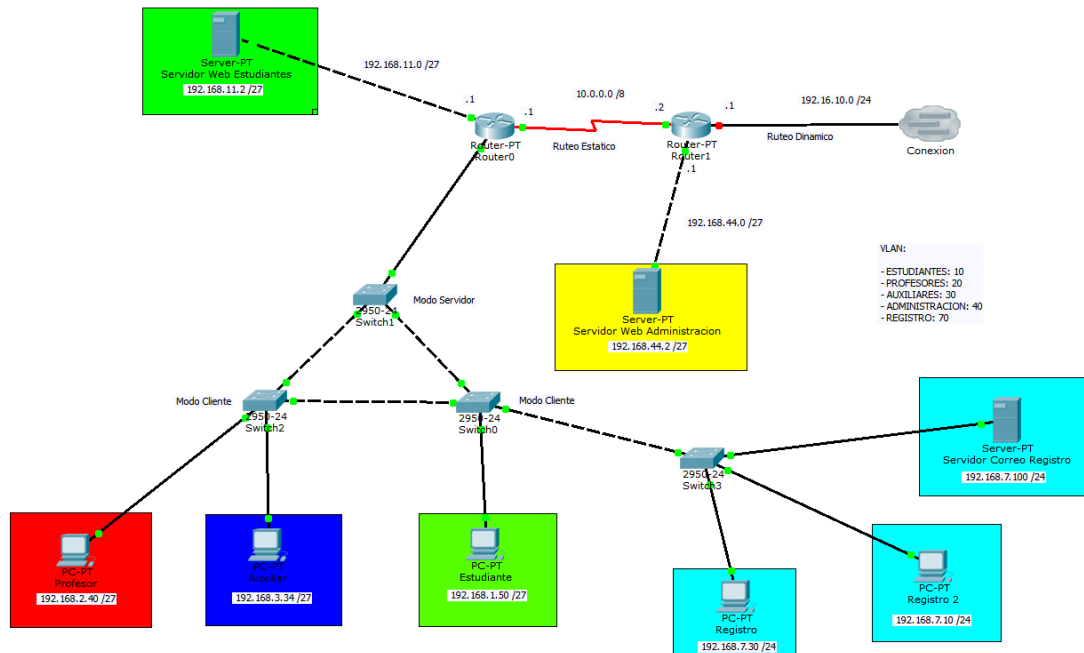 Server-PT
Servidor Web Estudiantes
192.168.11.2 /27
192.168.11.0 /27
.1
Router-PT
Router0
.1
10.0.0.0 /8
Ruteo Estatico
.2
Router-PT
Router1
.1
.1
192.16.10.0 /24
Ruteo Dinamico
Conexion
192.168.44.0 /27
Server-PT
Servidor Web Administracion
192.168.44.2 /27
VLAN:
- ESTUDIANTES: 10
- PROFESORES: 20
- AUXILIARES: 30
- ADMINISTRACION: 40
- REGISTRO: 70
2950-24
Switch1
Modo Servidor
Modo Cliente
2950-24
Switch2
2950-24
Switch0
Modo Cliente
2950-24
Switch3
Server-PT
Servidor Correo Registro
192.168.7.100 /24
PC-PT
Profesor
192.168.2.40 /27
PC-PT
Auxiliar
192.168.3.34 /27
PC-PT
Estudiante
192.168.1.50 /27
PC-PT
Registro
192.168.7.30 /24
PC-PT
Registro 2
192.168.7.10 /24